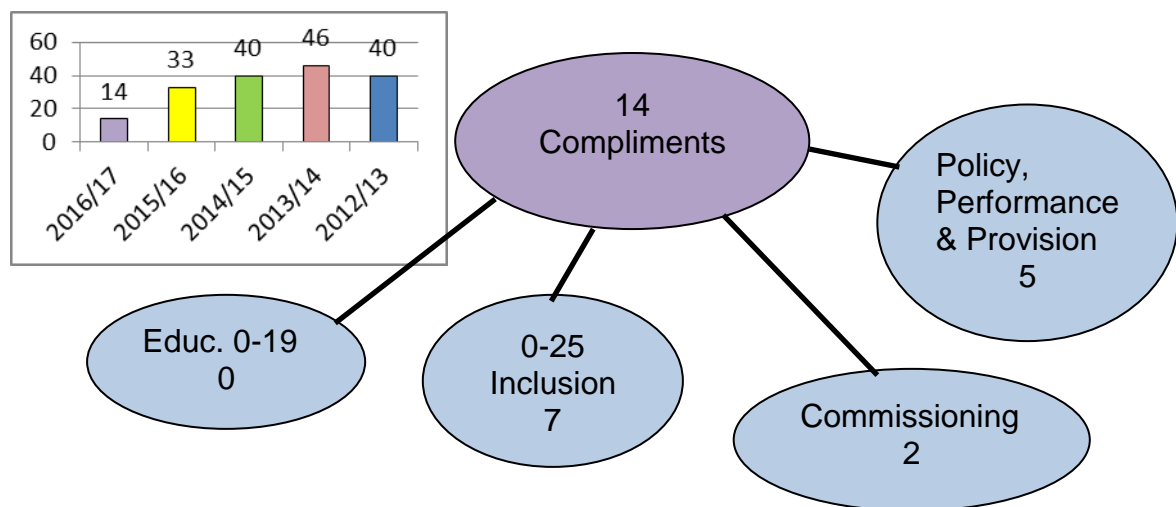 60
40
20
0
14
33
40
46
40
2016/17
2015/16
2014/15
2013/14
2012/13
14
Compliments
Policy,
Performance
& Provision
5
Educ. 0-19
0
0-25
Inclusion
7
Commissioning
2